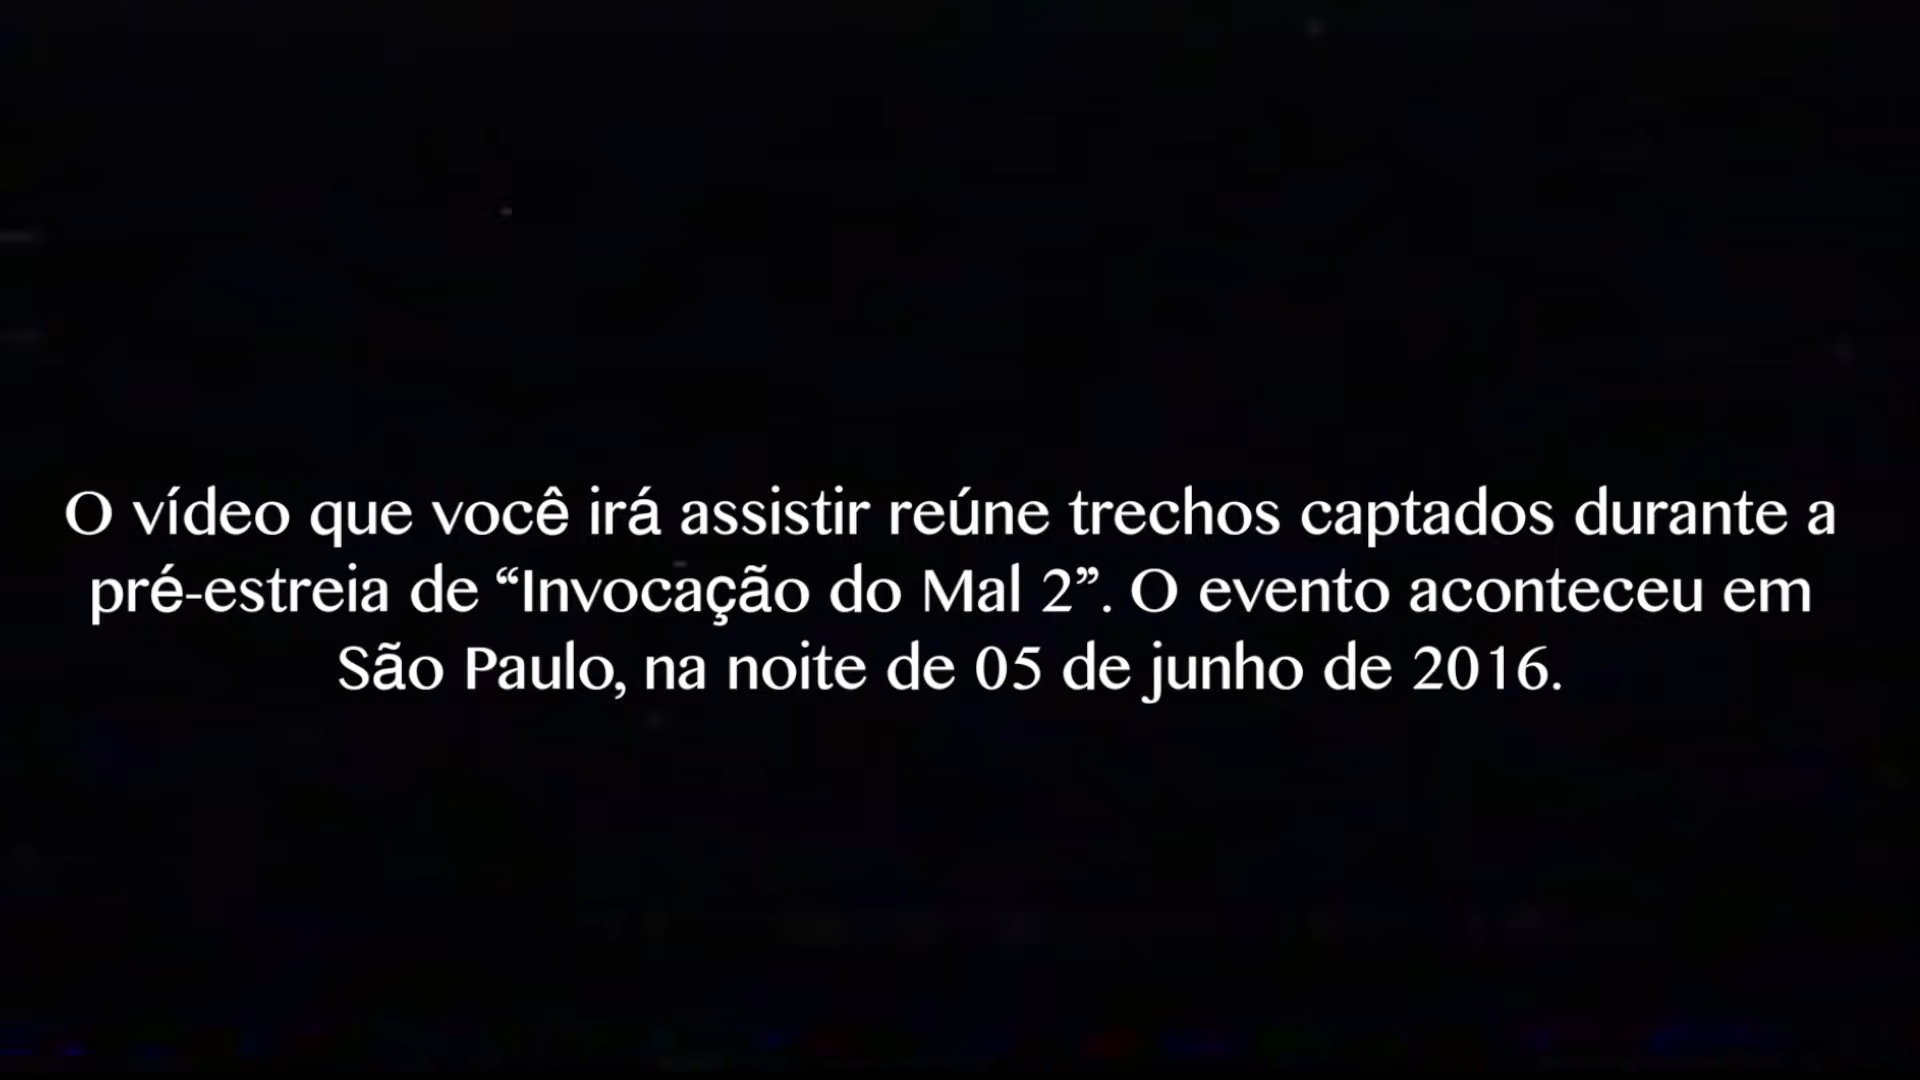 O vídeo que você irá assistir reúne trechos captados durante a
pré-estreia de “Invocação do Mal 2”. O evento aconteceu em
São Paulo, na noite de 05 de junho de 2016.